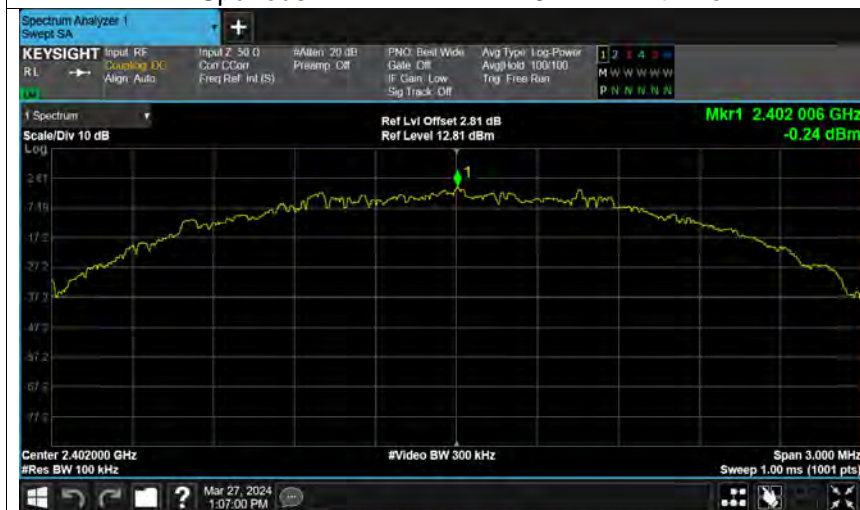 Spectrum Analyzer 1
Swept SA
+
KEYSIGHT Input: RF Input Z: 50 Ω #Atten: 20 dB PNO: Best Wide Avg Type: Log-Power 1 2 3 4 5 6
RL Coupling: DC Corr CCorr Preamp: Off Gate: Off Avg|Hold: 100/100 M W W W W W
Align: Auto Freq Ref: Int (S) IF Gain: Low Trig: Free Run
Sig Track: Off P N N N N N
1 Spectrum Ref Lvl Offset 2.81 dB Mkr1 2.402 006 GHz
Scale/Div 10 dB Ref Level 12.81 dBm -0.24 dBm
Log
1
2.81
-7.19
-17.2
-27.2
-37.2
-47.2
-57.2
-67.2
-77.2
Center 2.402000 GHz #Video BW 300 kHz Span 3.000 MHz
#Res BW 100 kHz Sweep 1.00 ms (1001 pts)
? Mar 27, 2024
1:07:00 PM